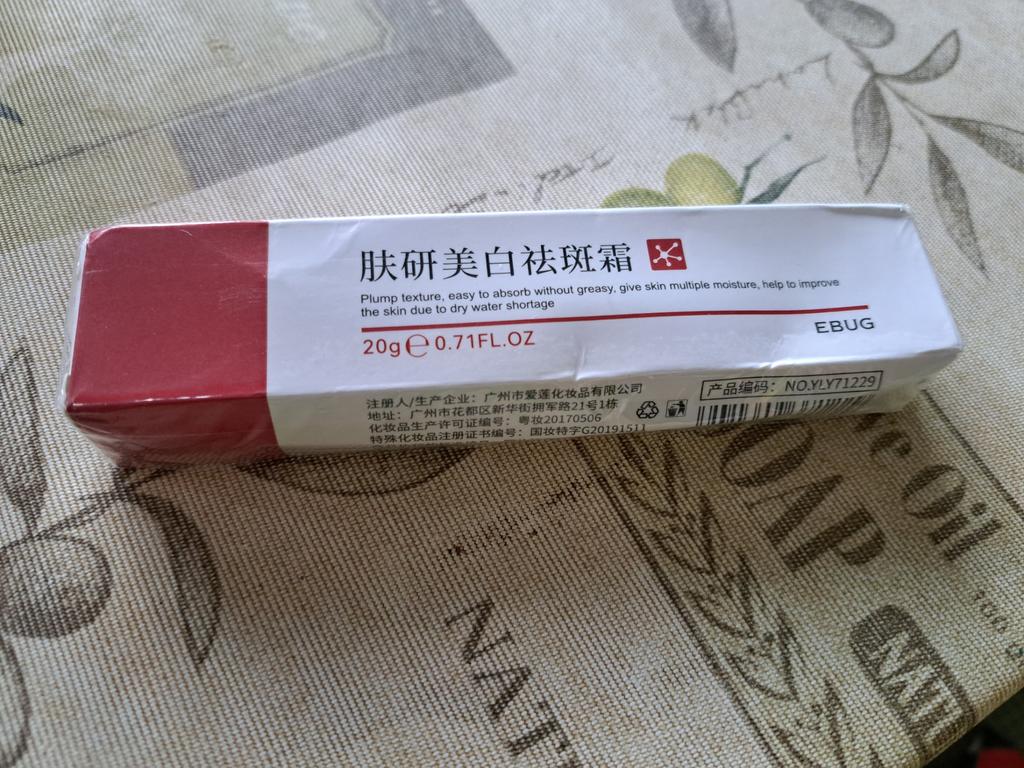 肤研美白祛斑霜
Plump texture, easy to absorb without greasy, give skin multiple moisture, help to improve
the skin due to dry water shortage
20g ℮ 0.71FL.OZ
EBUG
注册人/生产企业：广州市爱莲化妆品有限公司
地址：广州市花都区新华街拥军路21号1栋
化妆品生产许可证编号：粤妆20170506
特殊化妆品注册证书编号：国妆特字G20191511
产品编码：NO.YLY71229
Oil
SOAP
NAT